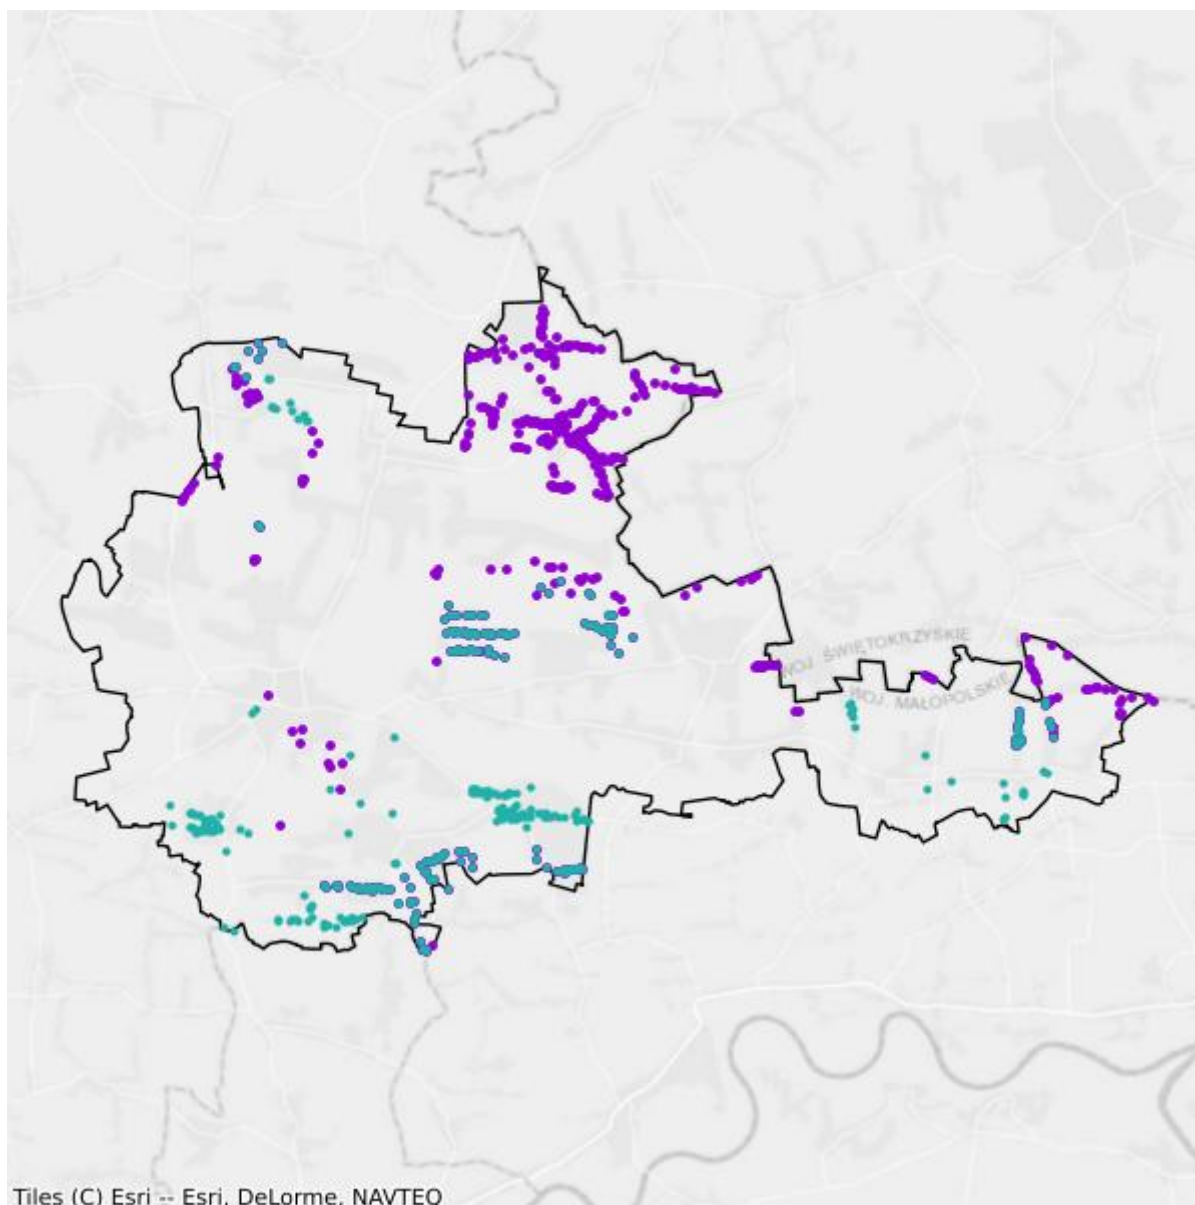 WOJ. ŚWIĘTOKRZYSKIE
WOJ. MAŁOPOLSKIE
Tiles (C) Esri -- Esri, DeLorme, NAVTEQ